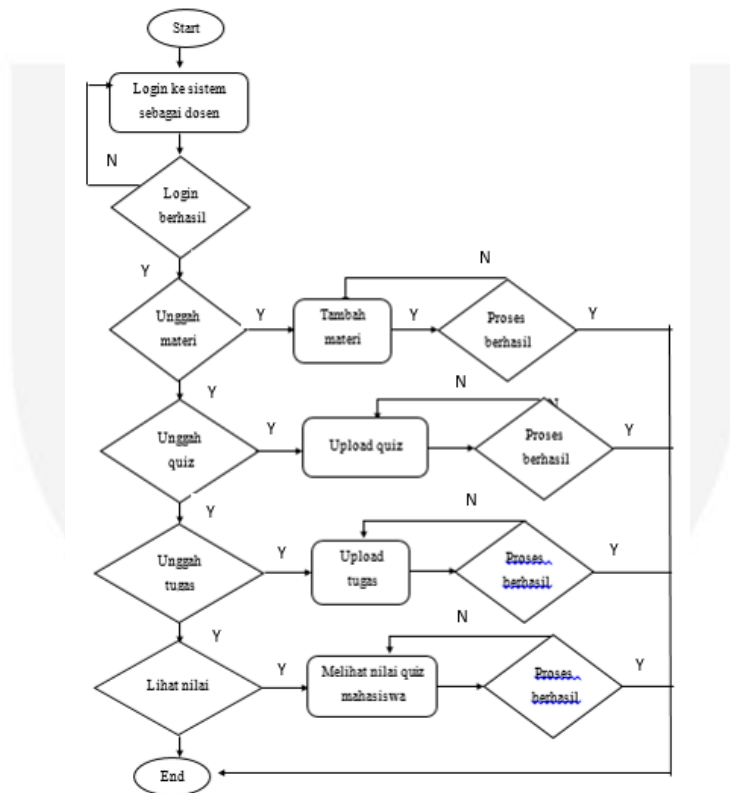 Start
Login ke sistem
sebagai dosen
N
Login
berhasil
Y
N
Unggah
materi
Y
Tambah
materi
Y
Proses
berhasil
Y
Y
N
Unggah
quiz
Y
Upload quiz
Proses
berhasil
Y
Y
N
Unggah
tugas
Y
Upload
tugas
Proses
berhasil
Y
Y
N
Lihat nilai
Y
Melihat nilai quiz
mahasiswa
Proses
berhasil
Y
End